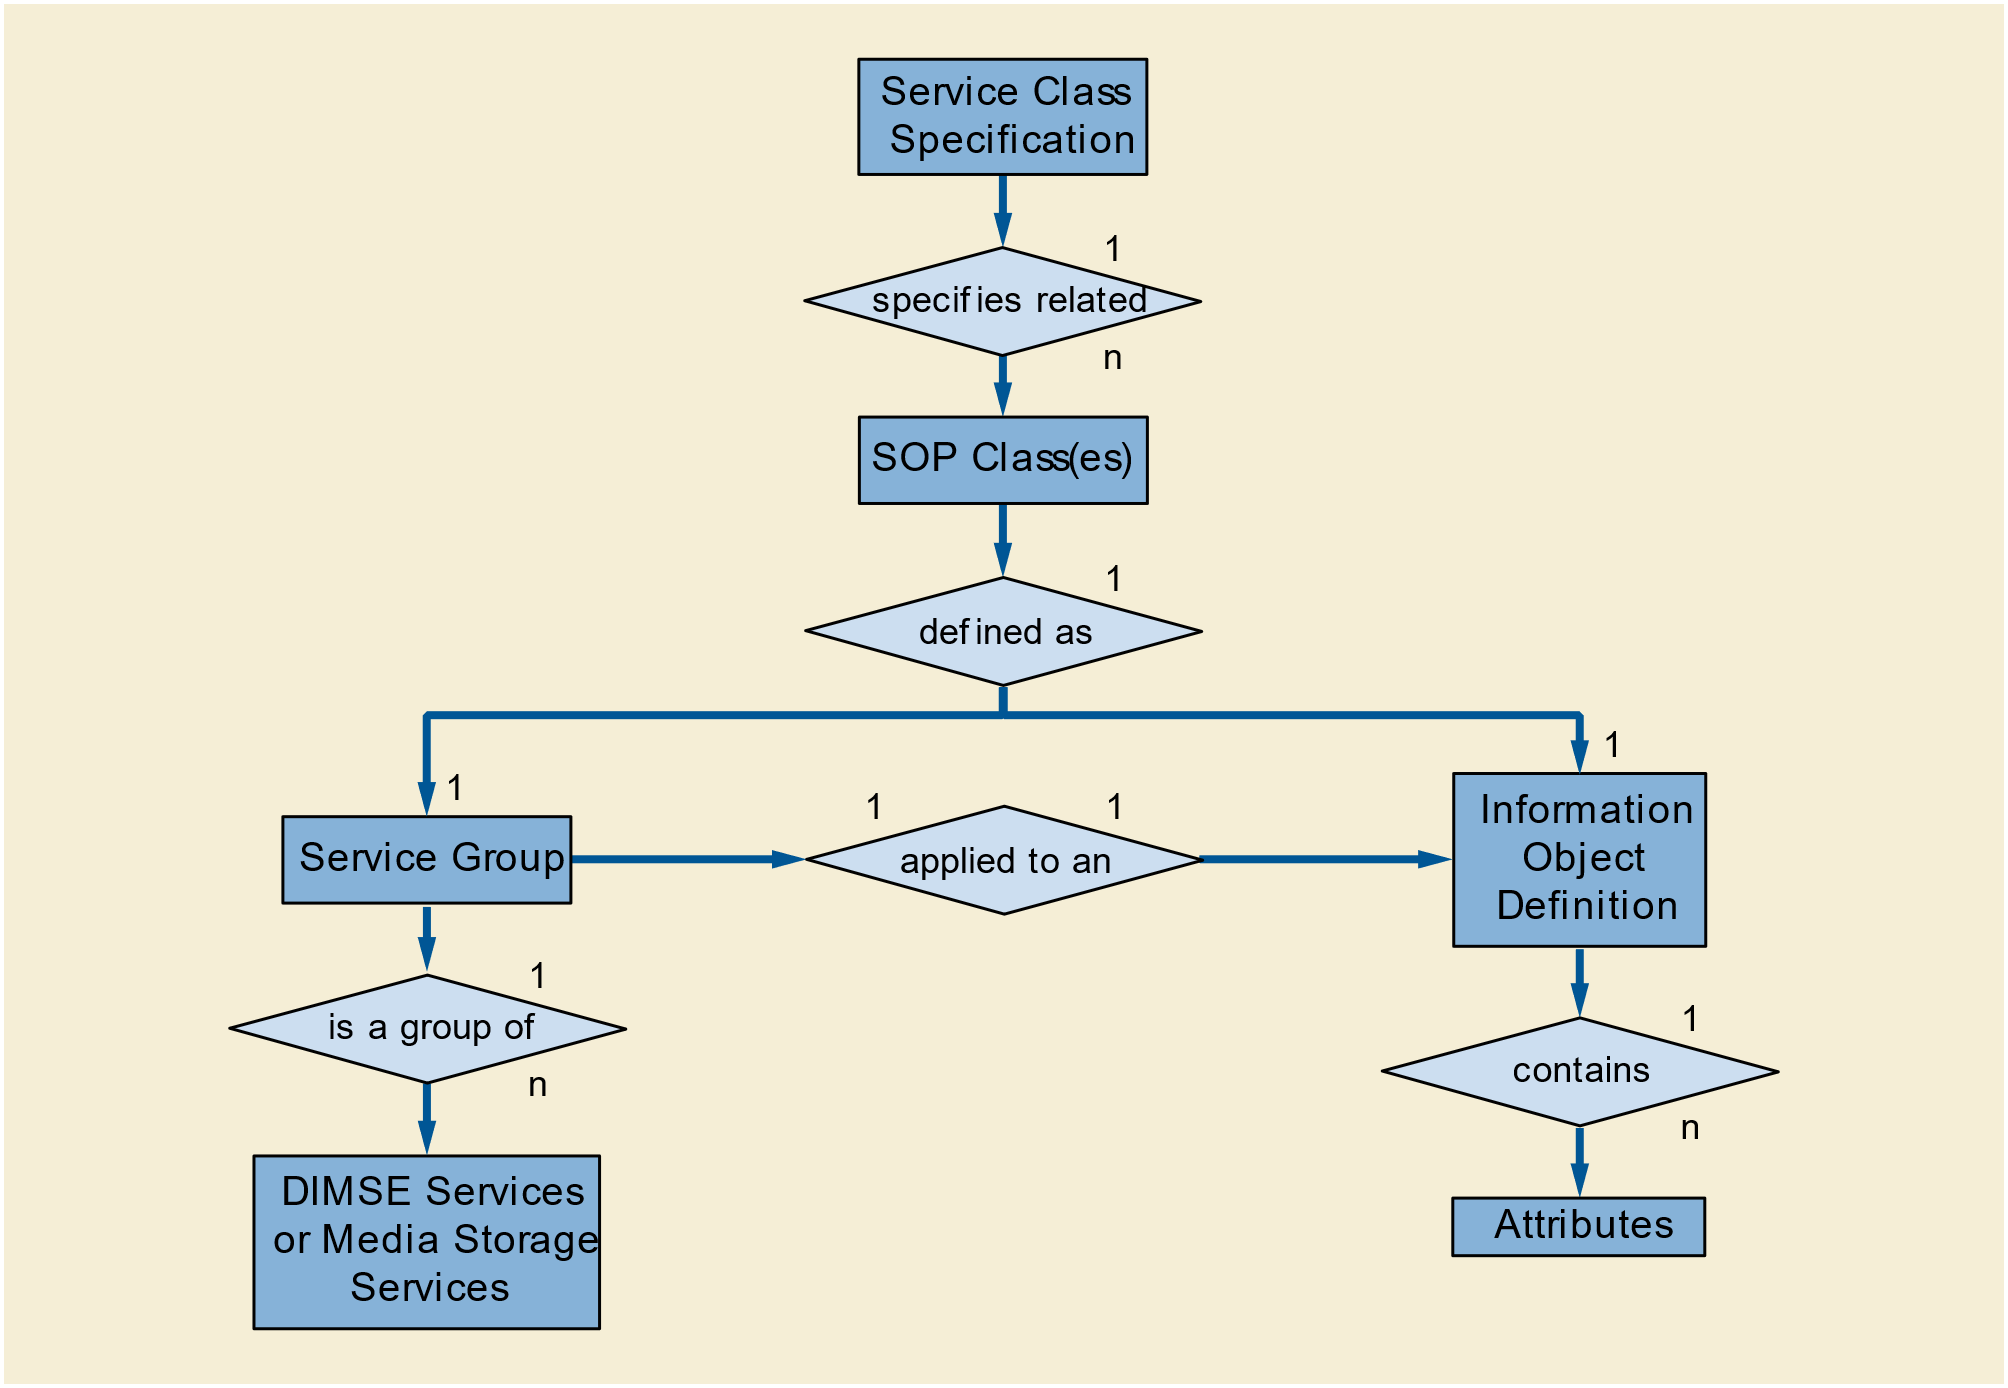 Service Class
Specification
1
specifies related
n
SOP Class(es)
1
defined as
1
1
Service Group
1
applied to an
1
Information
Object
Definition
1
is a group of
n
1
contains
n
DIMSE Services
or Media Storage
Services
Attributes